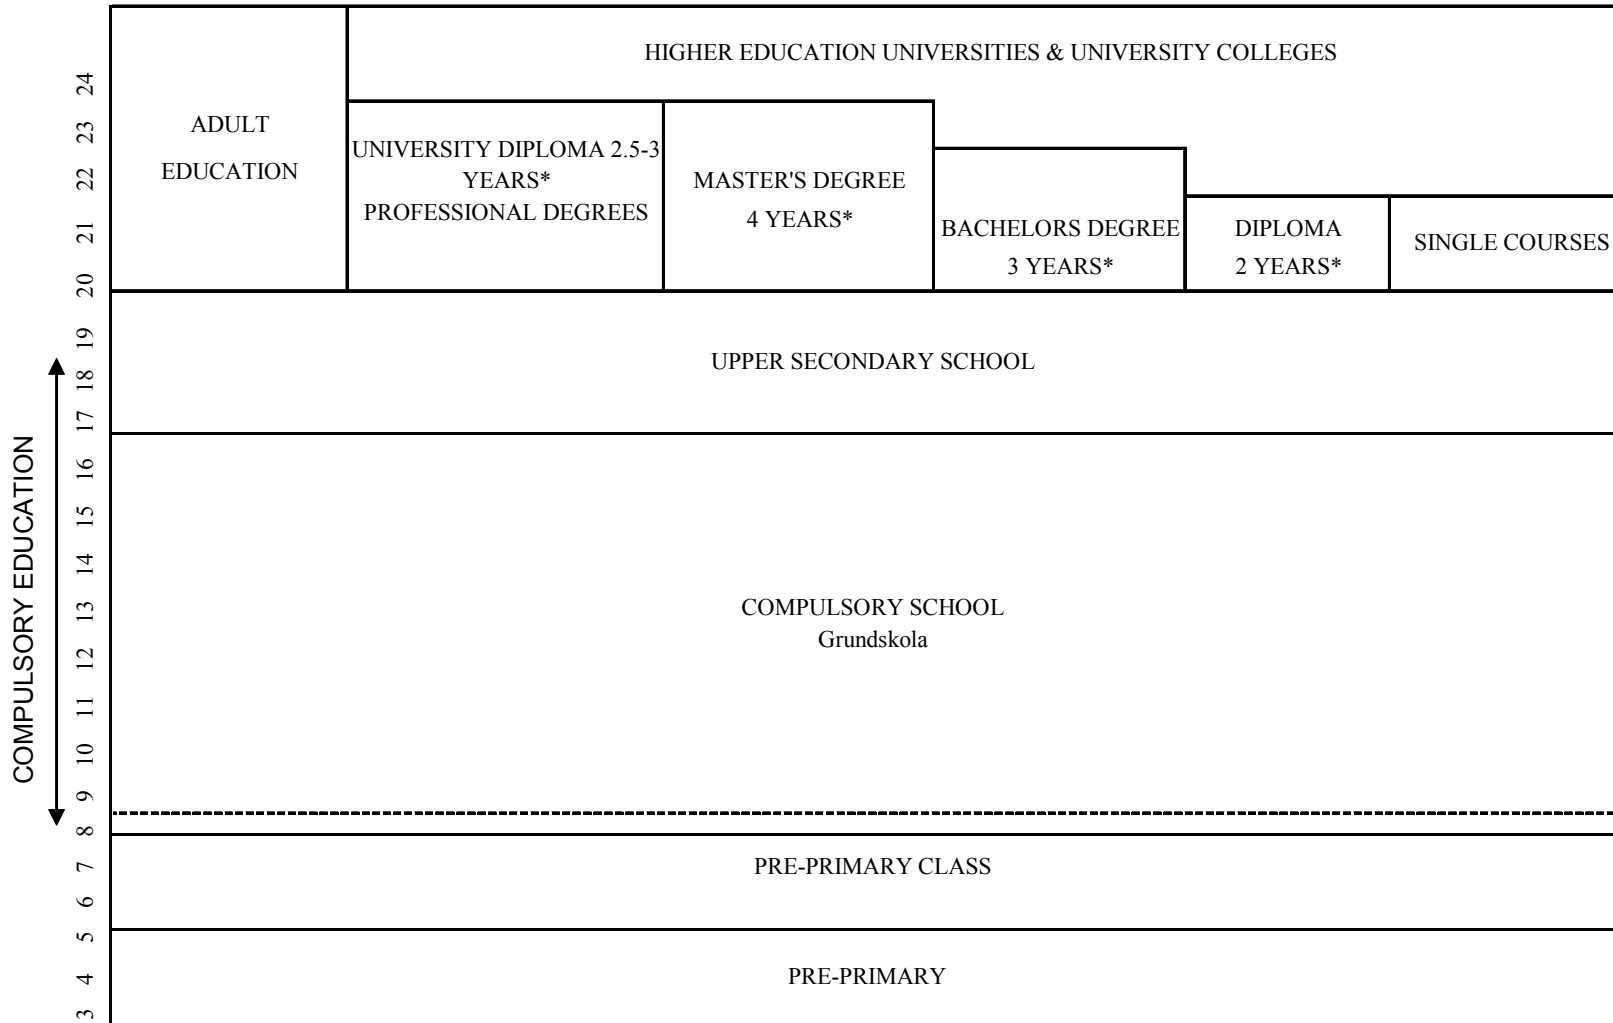 HIGHER EDUCATION UNIVERSITIES & UNIVERSITY COLLEGES
ADULT
EDUCATION
UNIVERSITY DIPLOMA 2.5-3
YEARS*
PROFESSIONAL DEGREES
MASTER'S DEGREE
4 YEARS*
BACHELORS DEGREE
3 YEARS*
DIPLOMA
2 YEARS*
SINGLE COURSES
UPPER SECONDARY SCHOOL
COMPULSORY SCHOOL
Grundskola
PRE-PRIMARY CLASS
PRE-PRIMARY
COMPULSORY EDUCATION
24
23
22
21
20
19
18
17
16
15
14
13
12
11
10
9
8
7
6
5
4
3